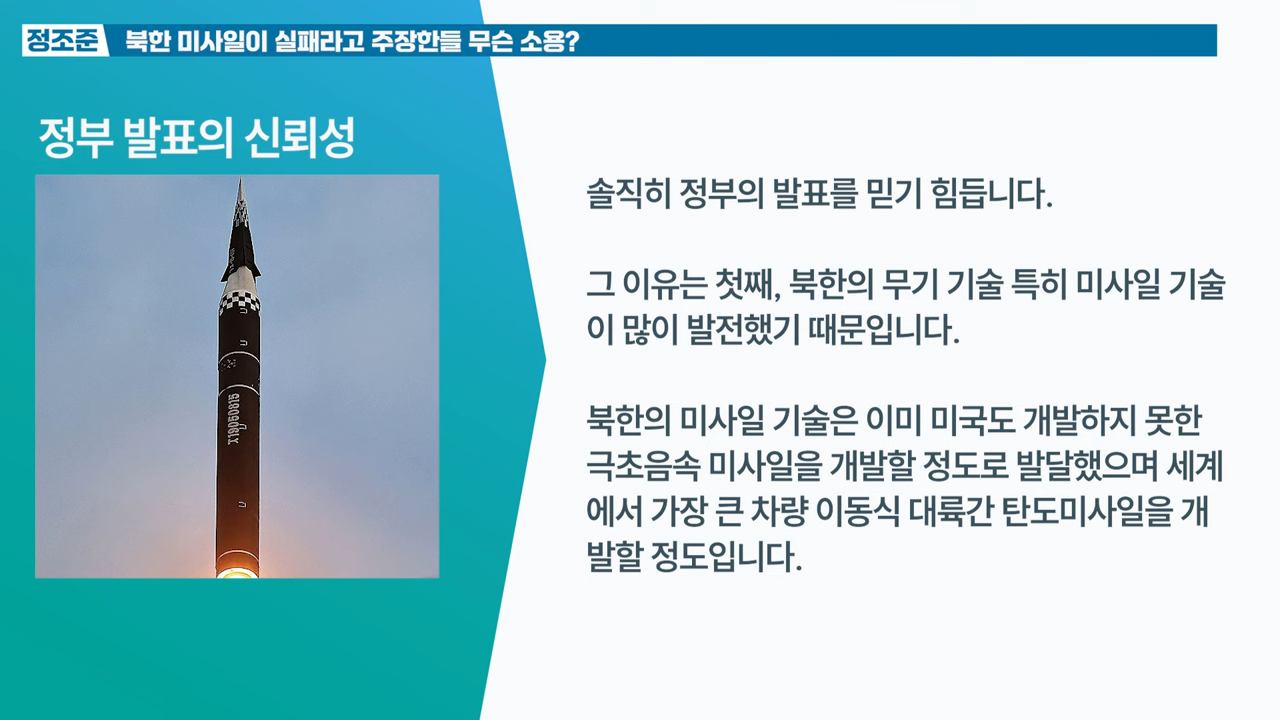 정조준 북한 미사일이 실패라고 주장한들 무슨 소용?
정부 발표의 신뢰성
솔직히 정부의 발표를 믿기 힘듭니다.
그 이유는 첫째, 북한의 무기 기술 특히 미사일 기술
이 많이 발전했기 때문입니다.
북한의 미사일 기술은 이미 미국도 개발하지 못한
극초음속 미사일을 개발할 정도로 발달했으며 세계
에서 가장 큰 차량 이동식 대륙간 탄도미사일을 개
발할 정도입니다.